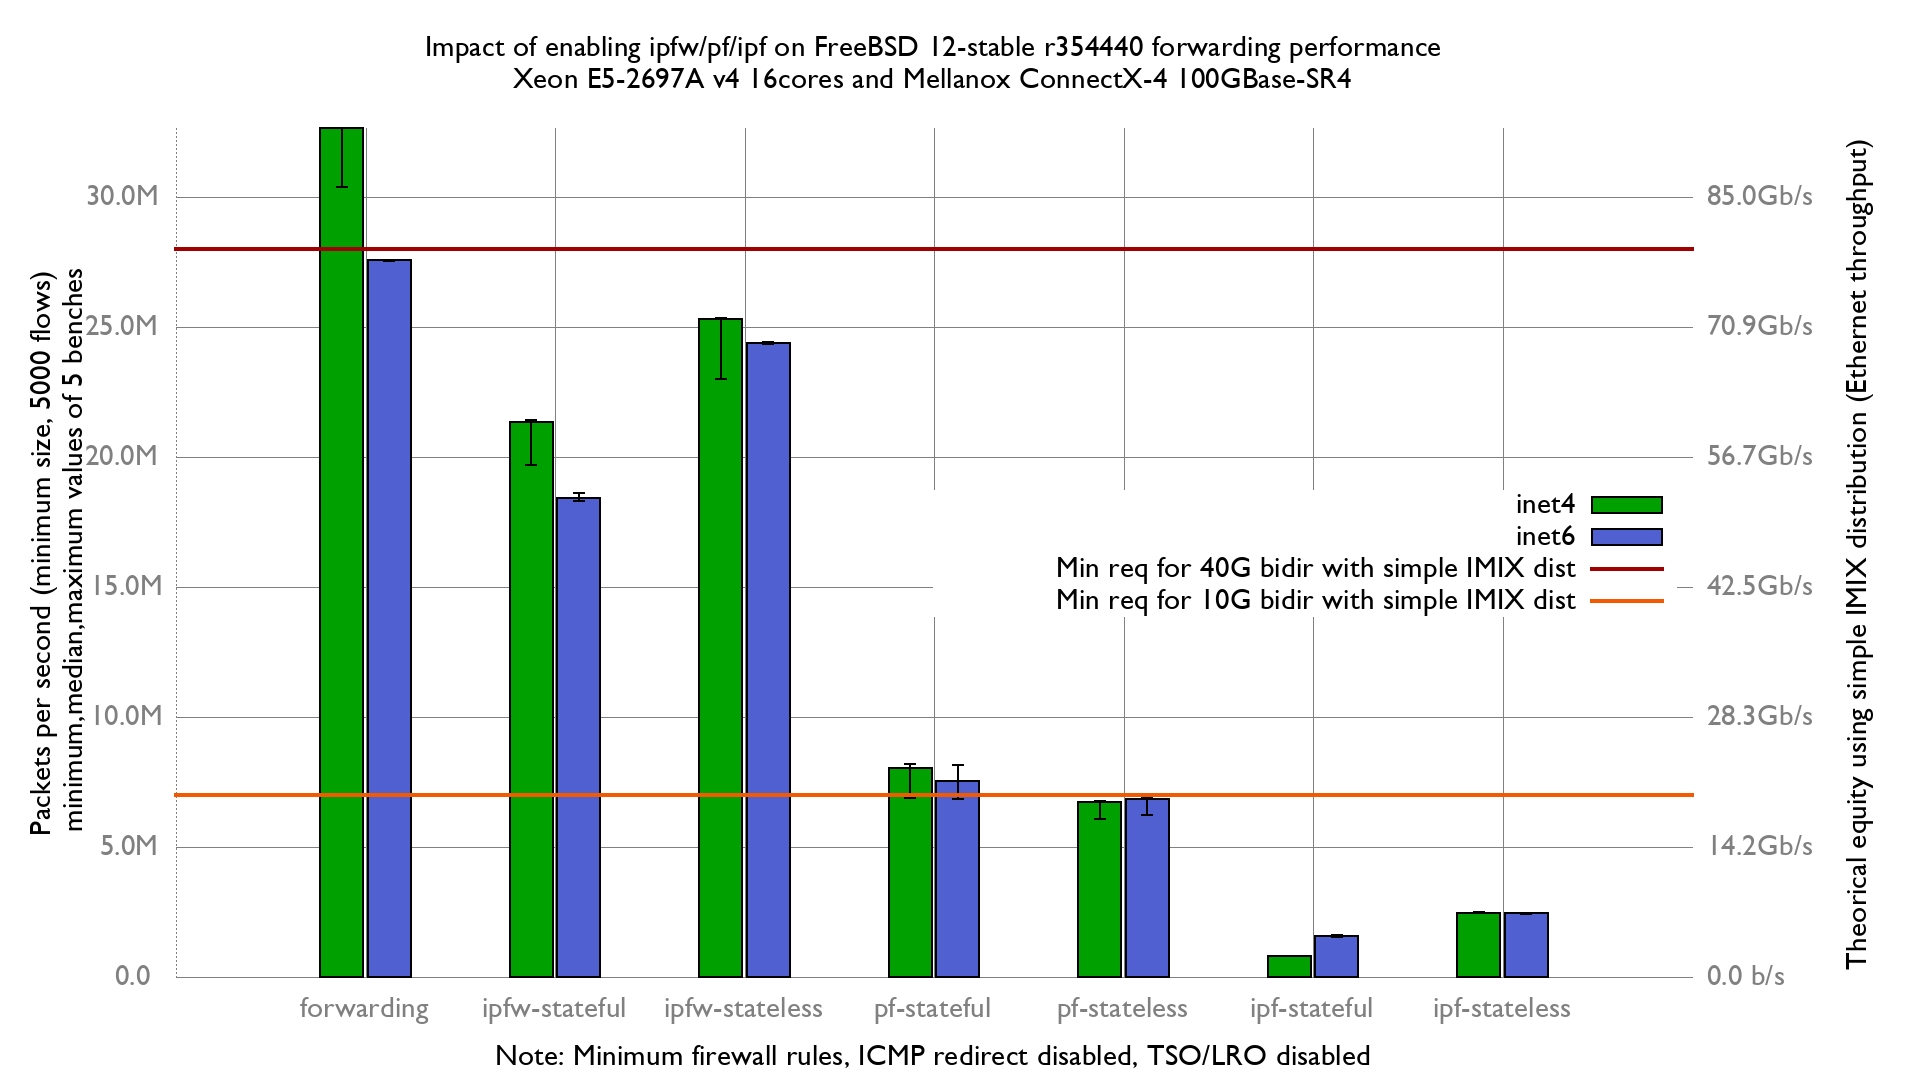 Impact of enabling ipfw/pf/ipf on FreeBSD 12-stable r354440 forwarding performance
Xeon E5-2697A v4 16cores and Mellanox ConnectX-4 100GBase-SR4
Packets per second (minimum size, 5000 flows)
minimum,median,maximum values of 5 benches
30.0M
25.0M
20.0M
15.0M
10.0M
5.0M
0.0
85.0Gb/s
70.9Gb/s
56.7Gb/s
42.5Gb/s
28.3Gb/s
14.2Gb/s
0.0 b/s
Theorical equity using simple IMIX distribution (Ethernet throughput)
inet4
inet6
Min req for 40G bidir with simple IMIX dist
Min req for 10G bidir with simple IMIX dist
forwarding
ipfw-stateful
ipfw-stateless
pf-stateful
pf-stateless
ipf-stateful
ipf-stateless
Note: Minimum firewall rules, ICMP redirect disabled, TSO/LRO disabled